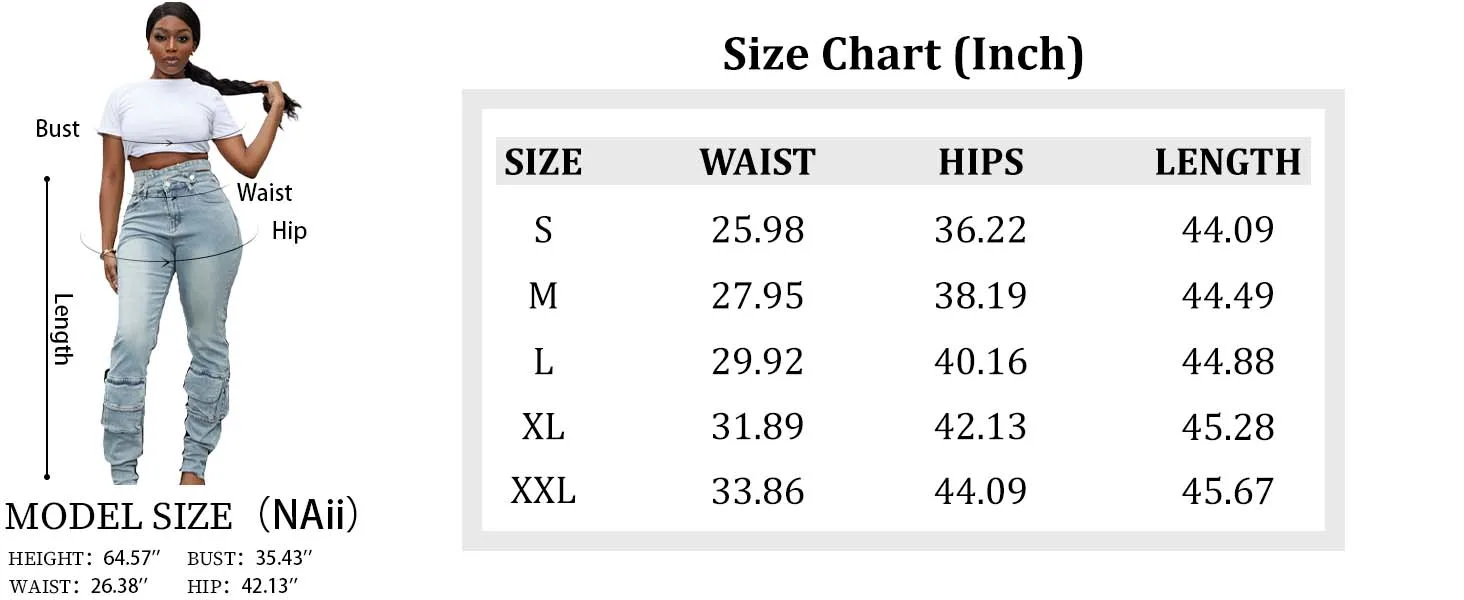 Size Chart (Inch)
Bust
Waist
Hip
Length
SIZE WAIST HIPS LENGTH
S 25.98 36.22 44.09
M 27.95 38.19 44.49
L 29.92 40.16 44.88
XL 31.89 42.13 45.28
XXL 33.86 44.09 45.67
MODEL SIZE（NAii）
HEIGHT：64.57’’ BUST：35.43’’
WAIST：26.38’’ HIP：42.13’’